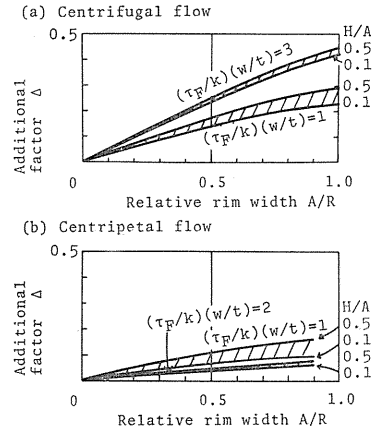 (a) Centrifugal flow
0.5
H/A
0.5
0.1
0.5
0.1
(τF/k)(w/t)=3
(τF/k)(w/t)=1
Additional
factor Δ
0
0
0.5
1.0
Relative rim width A/R
(b) Centripetal flow
0.5
H/A
0.5
0.1
0.5
0.1
(τF/k)(w/t)=2
(τF/k)(w/t)=1
Additional
factor Δ
0
0
0.5
1.0
Relative rim width A/R